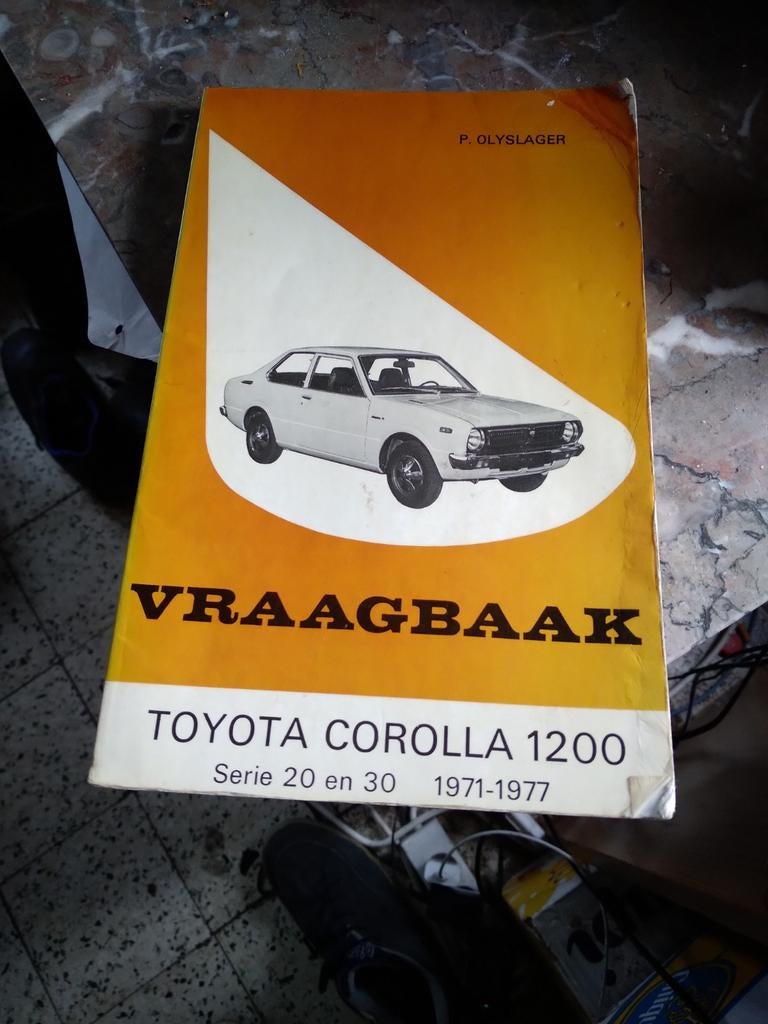 P. OLYSLAGER
VRAAGBAAK
TOYOTA COROLLA 1200
Serie 20 en 30 1971-1977